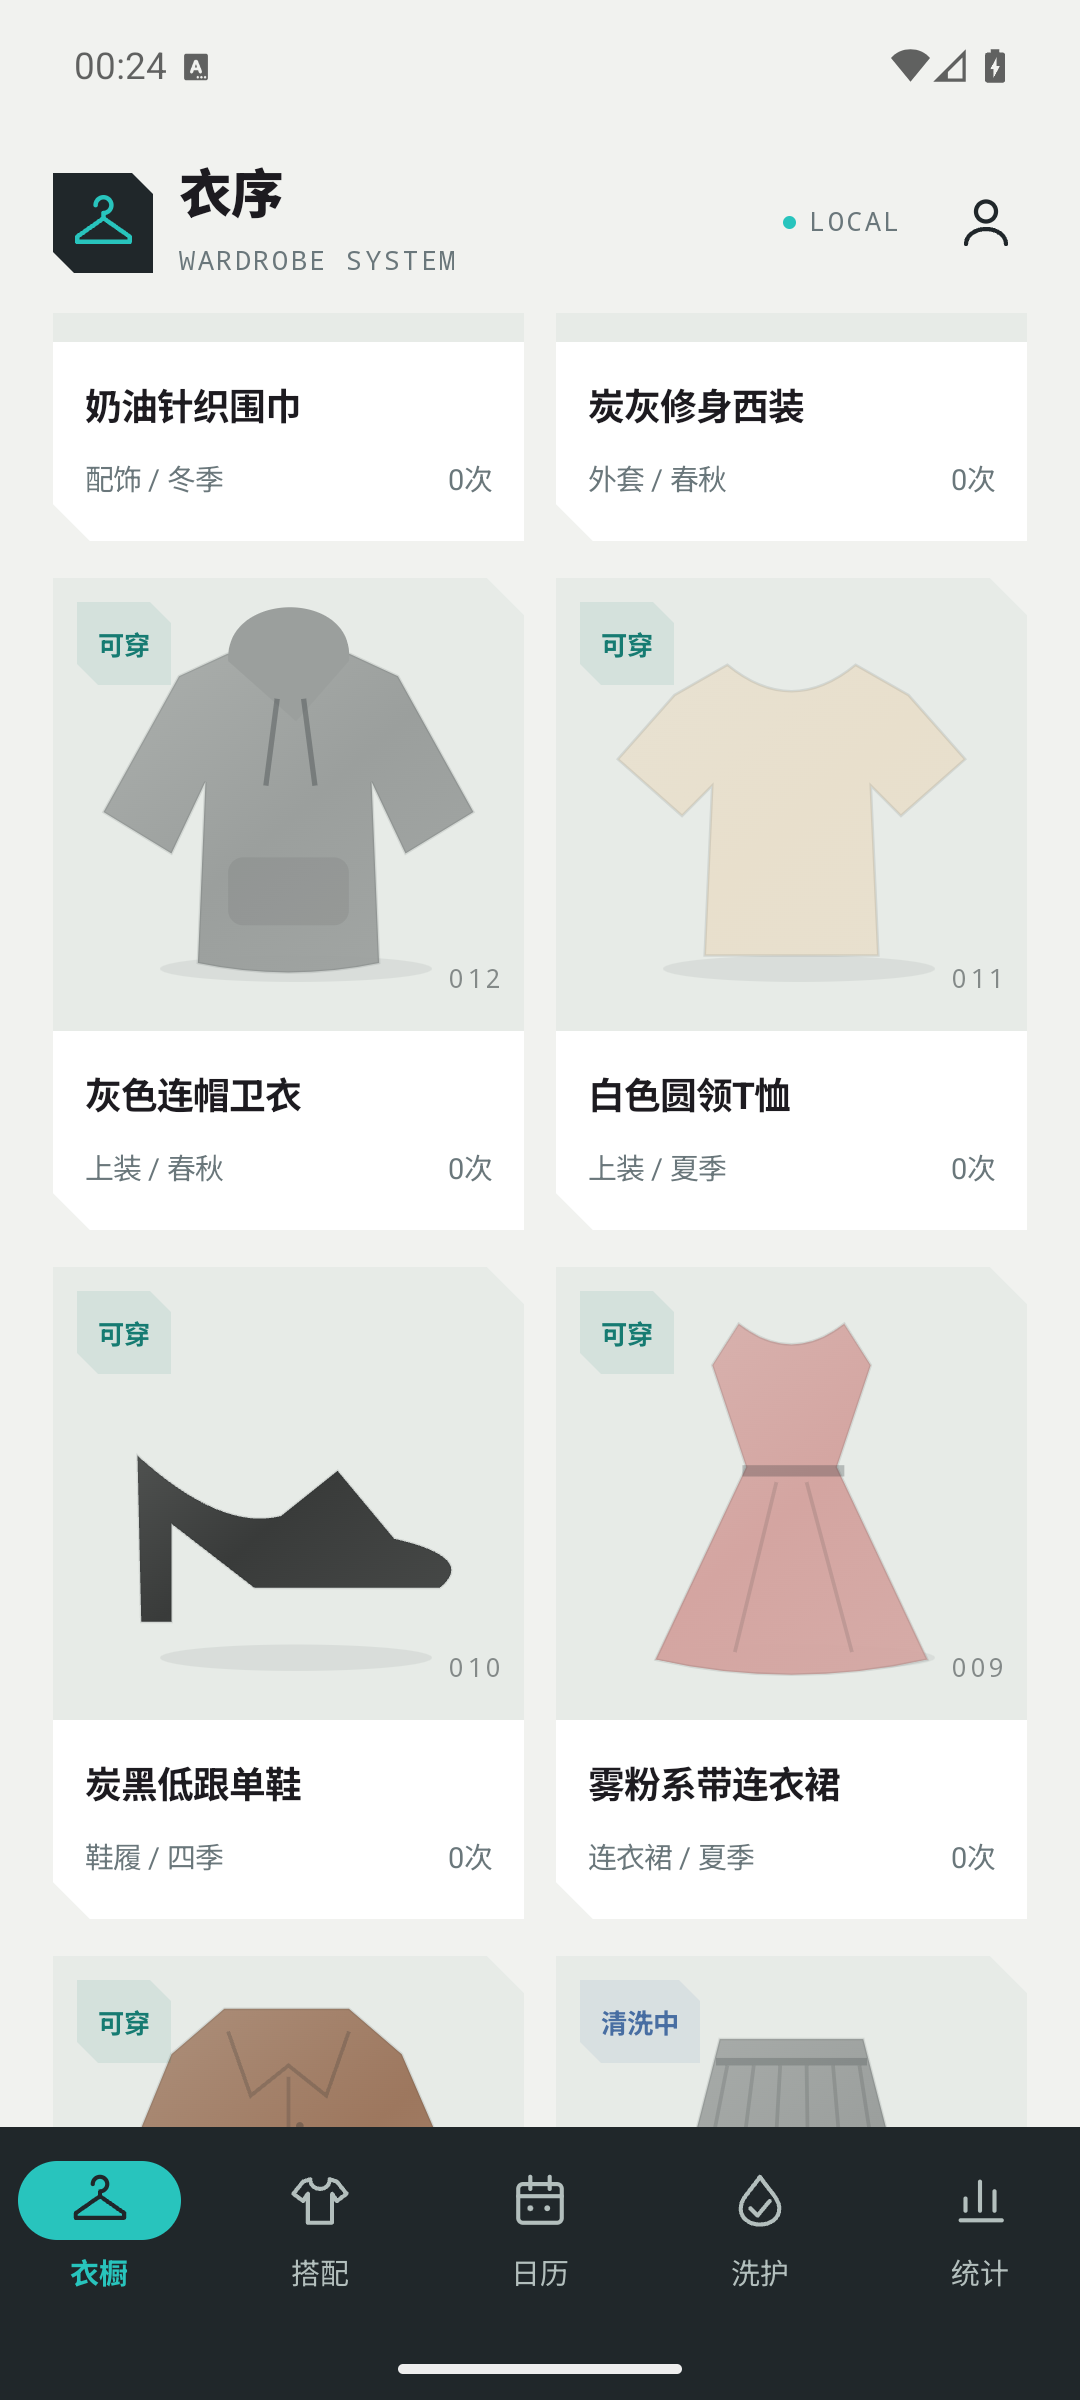 00:24
衣序
WARDROBE SYSTEM
LOCAL
奶油针织围巾
配饰 / 冬季
0次
炭灰修身西装
外套 / 春秋
0次
可穿
012
灰色连帽卫衣
上装 / 春秋
0次
可穿
011
白色圆领T恤
上装 / 夏季
0次
可穿
010
炭黑低跟单鞋
鞋履 / 四季
0次
可穿
009
雾粉系带连衣裙
连衣裙 / 夏季
0次
可穿
清洗中
衣橱
搭配
日历
洗护
统计